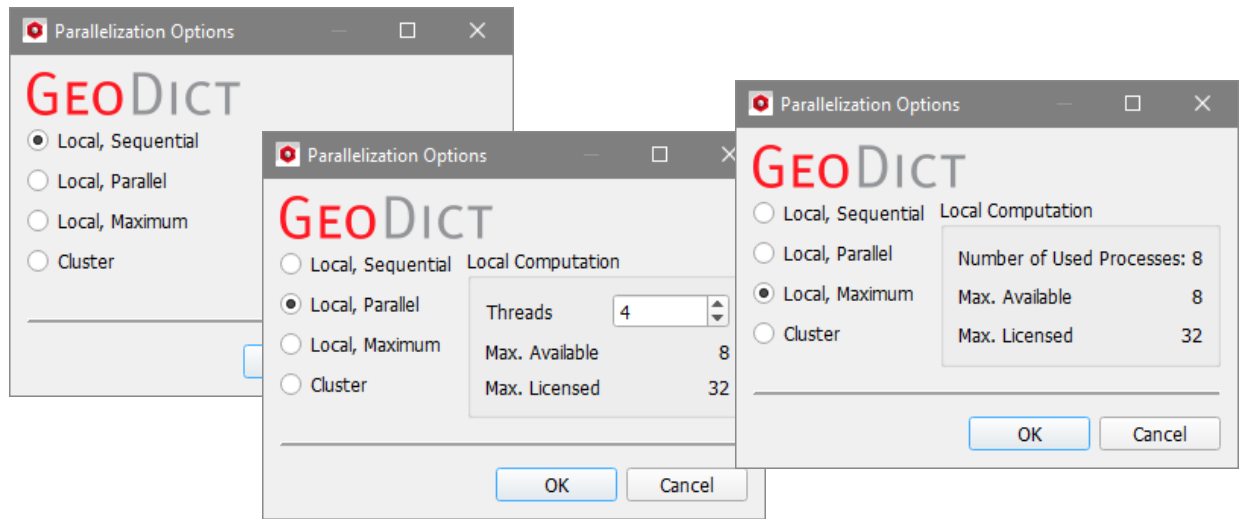 Parallelization Options
GEODICT
Local, Sequential
Local, Parallel
Local, Maximum
Cluster
Parallelization Options
GEODICT
Local, Sequential
Local Computation
Local, Parallel
Threads 4
Local, Maximum
Max. Available 8
Cluster
Max. Licensed 32
OK Cancel
Parallelization Options
GEODICT
Local, Sequential
Local Computation
Local, Parallel
Number of Used Processes: 8
Local, Maximum
Max. Available 8
Cluster
Max. Licensed 32
OK Cancel